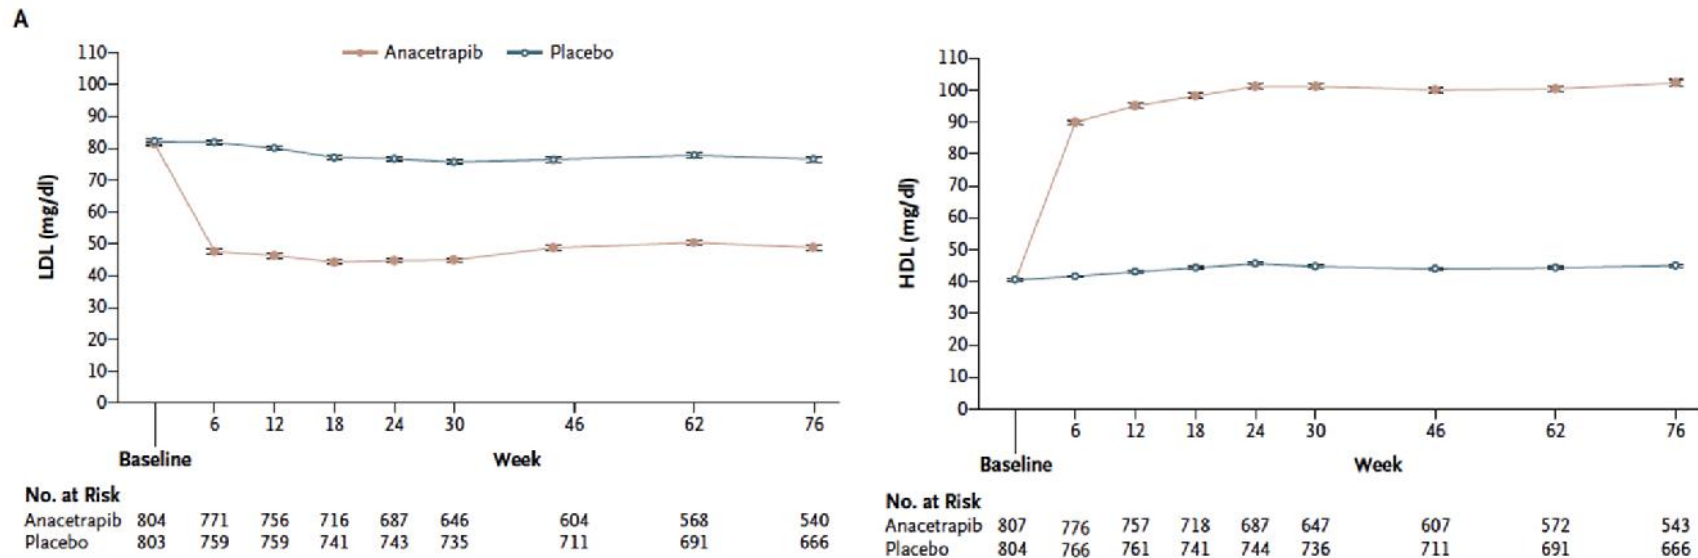 A
Anacetrapib Placebo
110
100
90
80
70
60
50
40
30
20
10
0
LDL (mg/dl)
6 12 18 24 30 46 62 76
Baseline Week
No. at Risk
Anacetrapib 804 771 756 716 687 646 604 568 540
Placebo 803 759 759 741 743 735 711 691 666
110
100
90
80
70
60
50
40
30
20
10
0
HDL (mg/dl)
6 12 18 24 30 46 62 76
Baseline Week
No. at Risk
Anacetrapib 807 776 757 718 687 647 607 572 543
Placebo 804 766 761 741 744 736 711 691 666